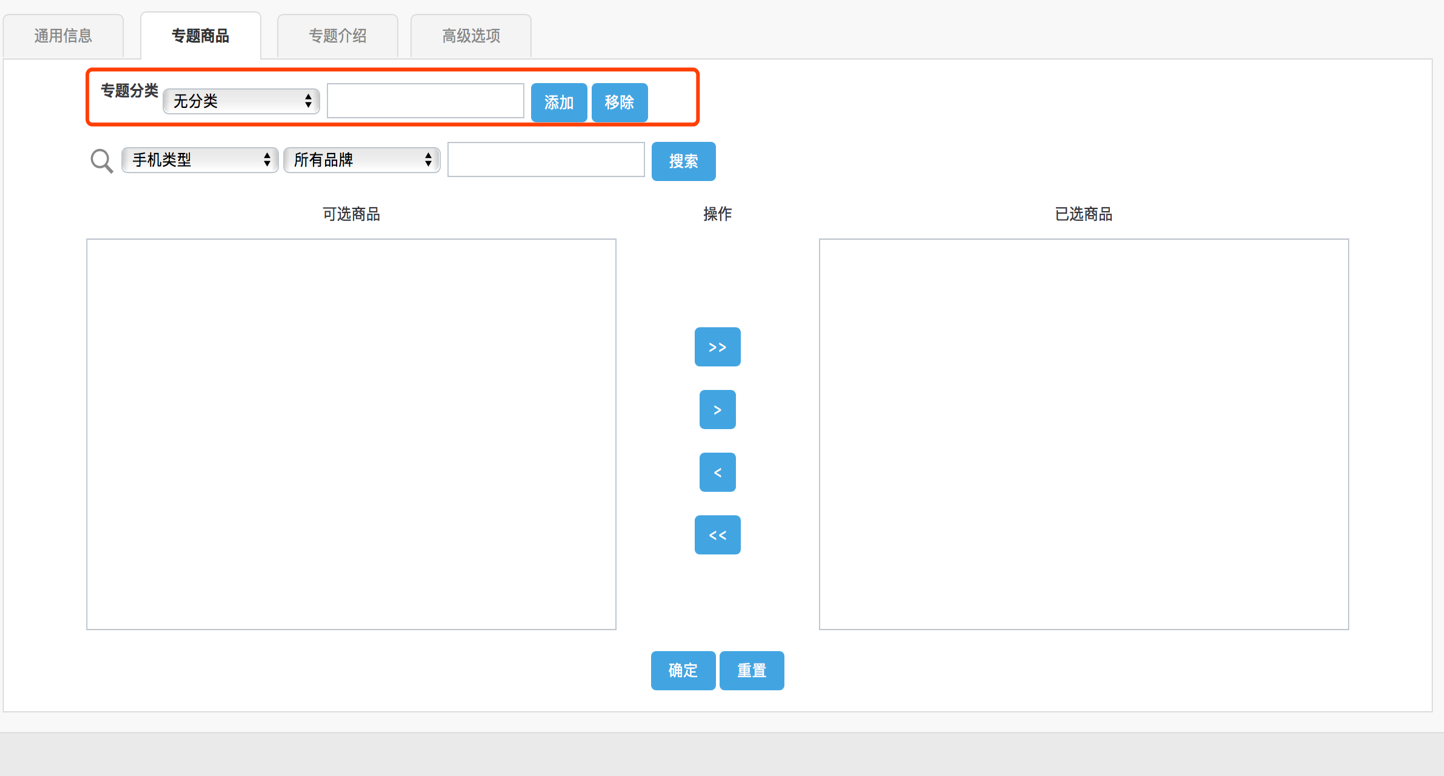 通用信息 专题商品 专题介绍 高级选项
专题分类 无分类 添加 移除
手机类型 所有品牌 搜索
可选商品 操作 已选商品
>>
>
<
<<
确定 重置